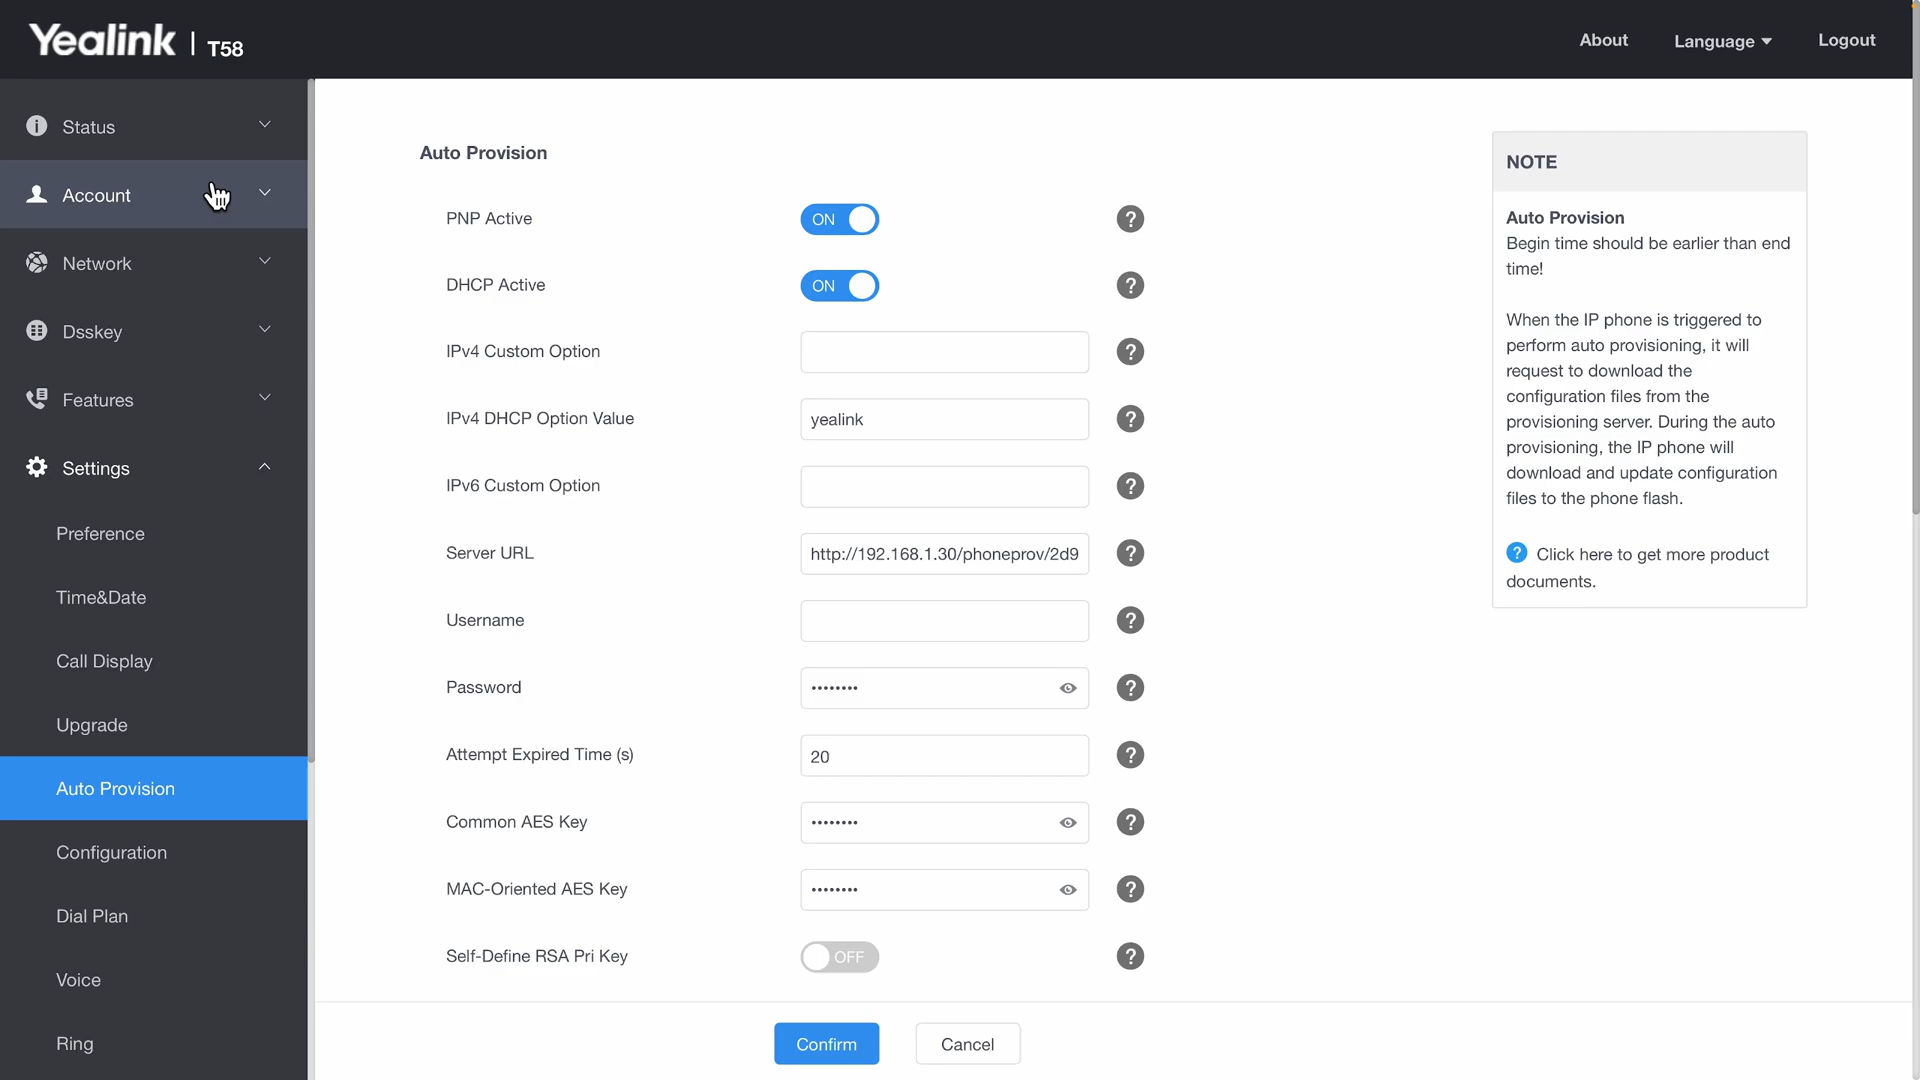 Yealink | T58
About
Language
Logout
Status
Account
Network
Dsskey
Features
Settings
Preference
Time&Date
Call Display
Upgrade
Auto Provision
Configuration
Dial Plan
Voice
Ring
Auto Provision
PNP Active
ON
DHCP Active
ON
IPv4 Custom Option
IPv4 DHCP Option Value
yealink
IPv6 Custom Option
Server URL
http://192.168.1.30/phoneprov/2d9
Username
Password
••••••••
Attempt Expired Time (s)
20
Common AES Key
••••••••
MAC-Oriented AES Key
••••••••
Self-Define RSA Pri Key
OFF
Confirm
Cancel
NOTE
Auto Provision
Begin time should be earlier than end
time!
When the IP phone is triggered to
perform auto provisioning, it will
request to download the
configuration files from the
provisioning server. During the auto
provisioning, the IP phone will
download and update configuration
files to the phone flash.
Click here to get more product
documents.